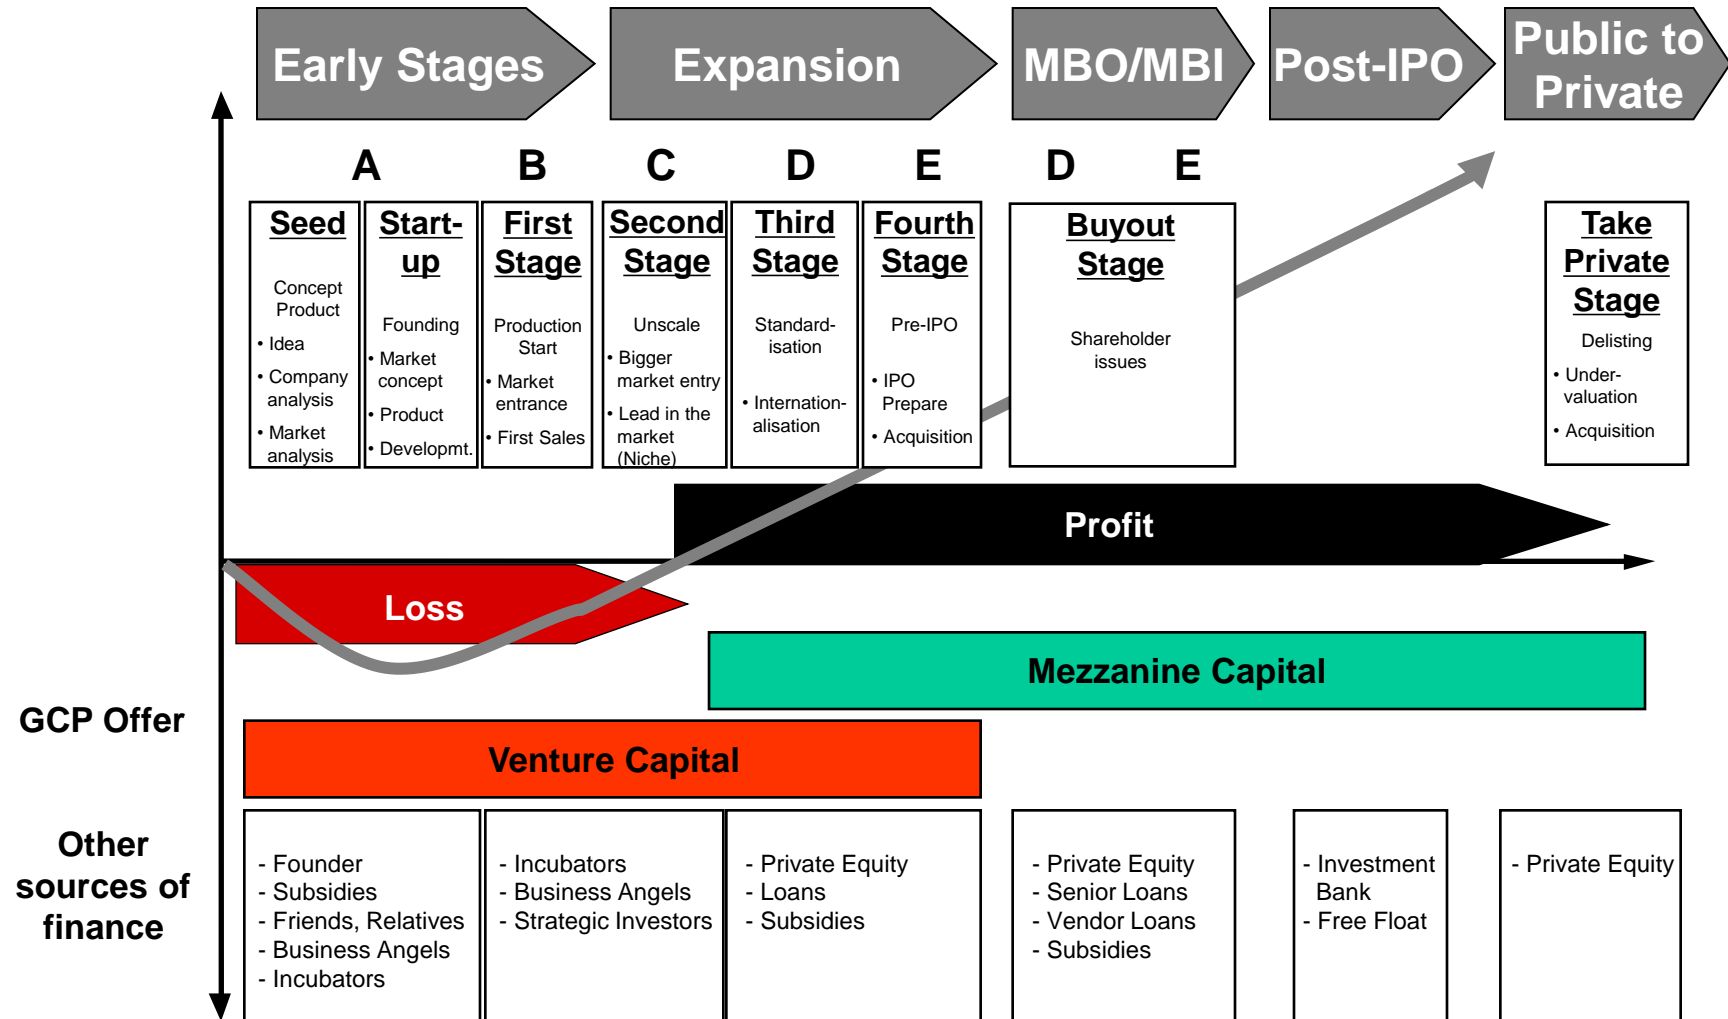 Early Stages
Expansion
MBO/MBI
Post-IPO
Public to
Private
A
B
C
D
E
D
E
Seed
Concept
Product
• Idea
• Company
analysis
• Market
analysis
Start-
up
Founding
• Market
concept
• Product
• Developmt.
First
Stage
Production
Start
• Market
entrance
• First Sales
Second
Stage
Unscale
• Bigger
market entry
• Lead in the
market
(Niche)
Third
Stage
Standard-
isation
• Internation-
alisation
Fourth
Stage
Pre-IPO
• IPO
Prepare
• Acquisition
Buyout
Stage
Shareholder
issues
Take
Private
Stage
Delisting
• Under-
valuation
• Acquisition
Profit
Loss
Mezzanine Capital
GCP Offer
Venture Capital
Other
sources of
finance
- Founder
- Subsidies
- Friends, Relatives
- Business Angels
- Incubators
- Incubators
- Business Angels
- Strategic Investors
- Private Equity
- Loans
- Subsidies
- Private Equity
- Senior Loans
- Vendor Loans
- Subsidies
- Investment
Bank
- Free Float
- Private Equity